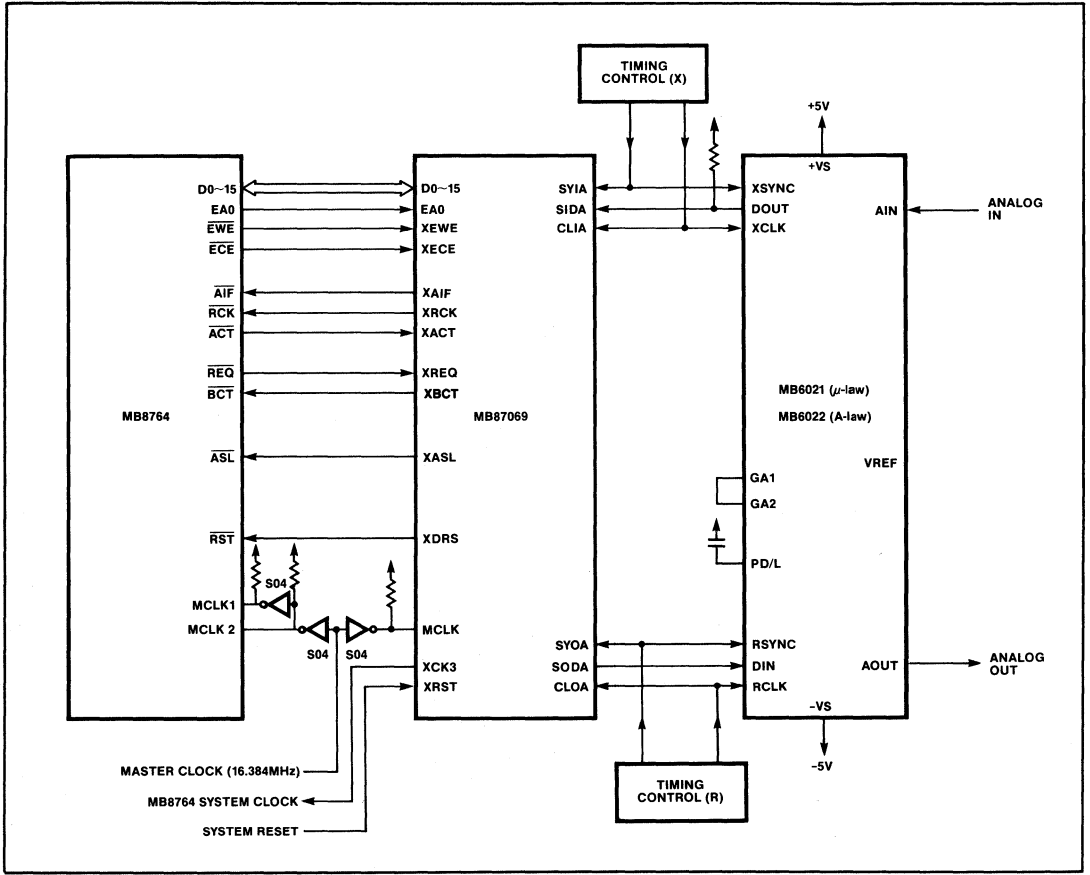 TIMING
CONTROL (X)
+5V
+VS
D0~15
D0~15
SYIA
XSYNC
EA0
EA0
SIDA
DOUT
AIN
ANALOG
IN
EWE
XEWE
CLIA
XCLK
ECE
XECE
AIF
XAIF
RCK
XRCK
ACT
XACT
REQ
XREQ
BCT
XBCT
MB6021 (μ-law)
MB8764
MB87069
MB6022 (A-law)
ASL
XASL
VREF
GA1
GA2
RST
XDRS
PD/L
S04
MCLK1
MCLK 2
MCLK
S04
S04
SYOA
RSYNC
XCK3
SODA
DIN
AOUT
ANALOG
OUT
XRST
CLOA
RCLK
-VS
-5V
MASTER CLOCK (16.384MHz)
MB8764 SYSTEM CLOCK
SYSTEM RESET
TIMING
CONTROL (R)